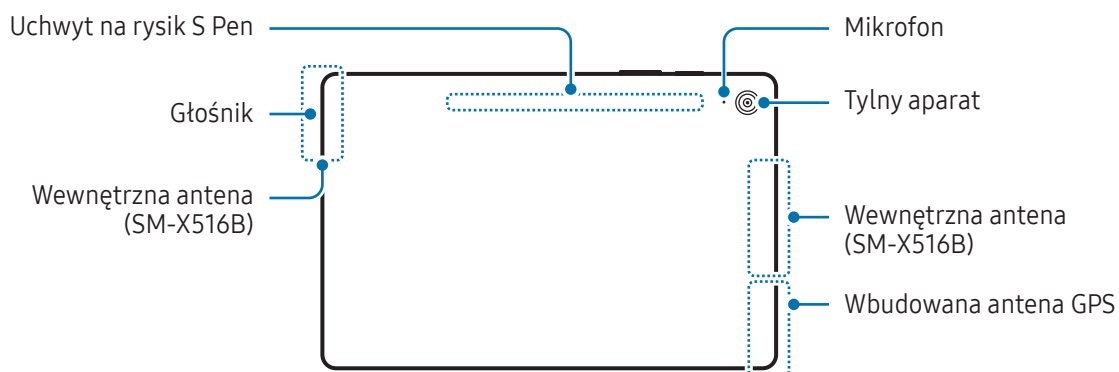 Uchwyt na rysik S Pen
Głośnik
Wewnętrzna antena
(SM-X516B)
Mikrofon
Tylny aparat
Wewnętrzna antena
(SM-X516B)
Wbudowana antena GPS